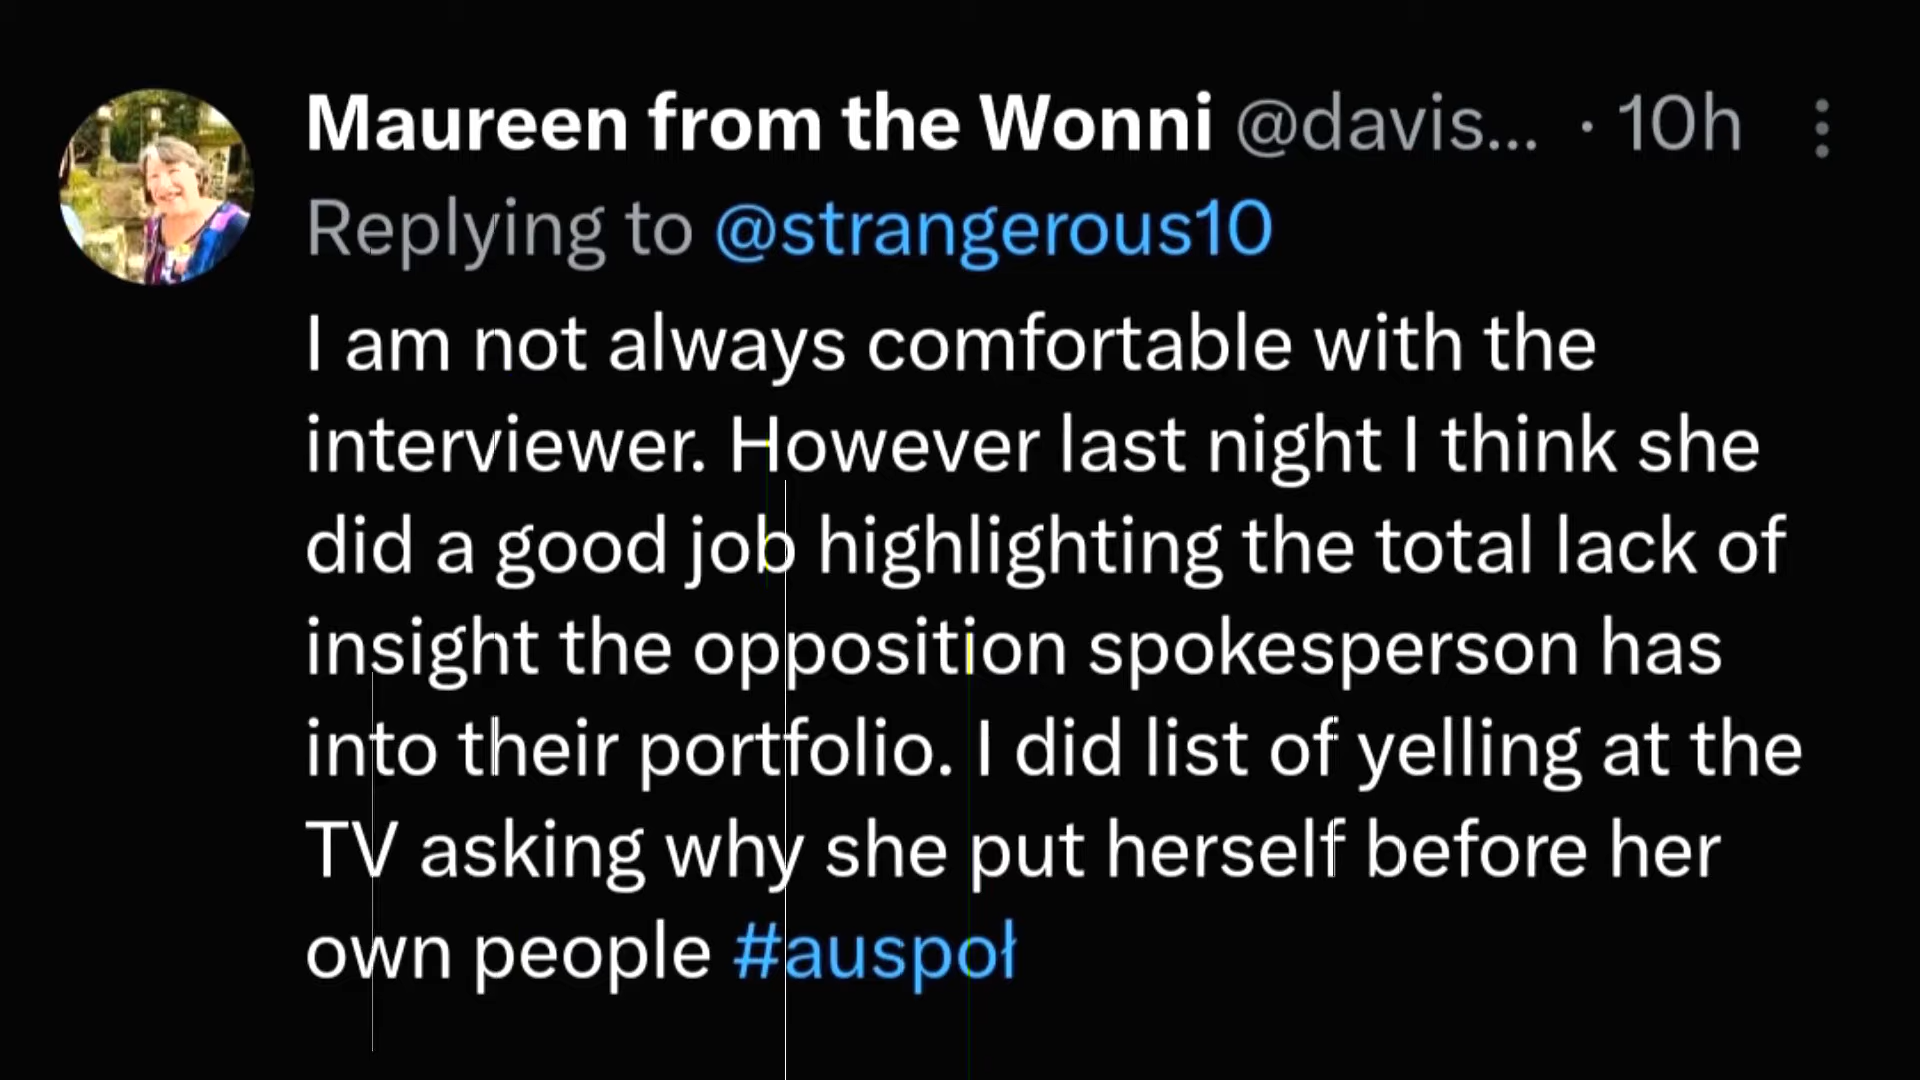 Maureen from the Wonni @davis... · 10h
Replying to @strangerous10
I am not always comfortable with the
interviewer. However last night I think she
did a good job highlighting the total lack of
insight the opposition spokesperson has
into their portfolio. I did list of yelling at the
TV asking why she put herself before her
own people #auspoł